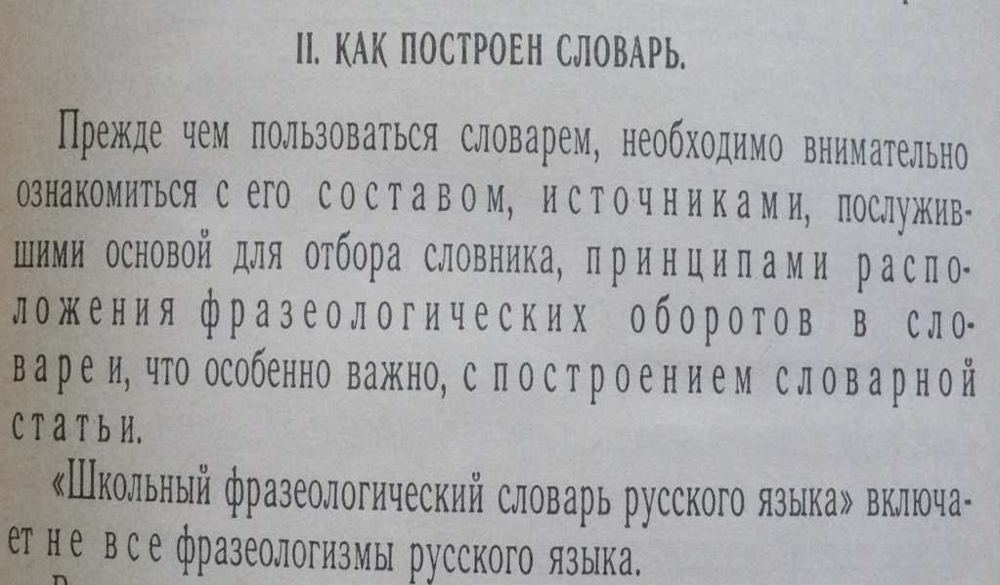 II. КАК ПОСТРОЕН СЛОВАРЬ.
Прежде чем пользоваться словарем, необходимо внимательно
ознакомиться с его составом, источниками, послужив-
шими основой для отбора словника, принципами распо-
ложения фразеологических оборотов в сло-
варе и, что особенно важно, с построением словарной
статьи.
«Школьный фразеологический словарь русского языка» включа-
ет не все фразеологизмы русского языка.